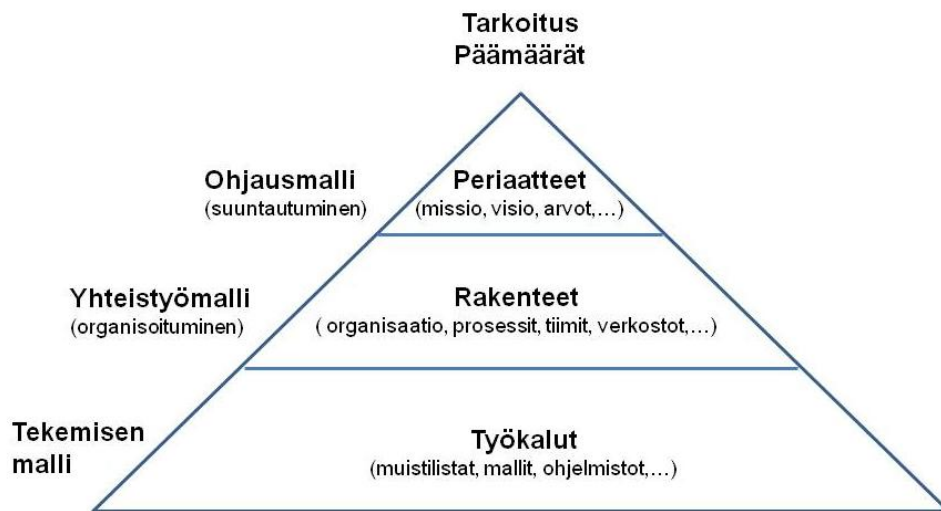 Tarkoitus
Päämäärät
Ohjausmalli
(suuntautuminen)
Periaatteet
(missio, visio, arvot,...)
Yhteistyömalli
(organisoituminen)
Rakenteet
( organisaatio, prosessit, tiimit, verkostot,...)
Tekemisen
malli
Työkalut
(muistilistat, mallit, ohjelmistot,...)